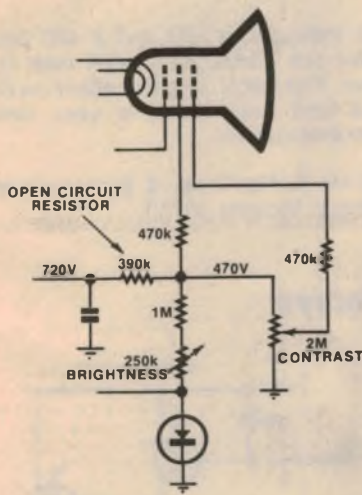 OPEN CIRCUIT
RESISTOR
470k
470k
720V
390k
470V
1M
250k
BRIGHTNESS
2M
CONTRAST